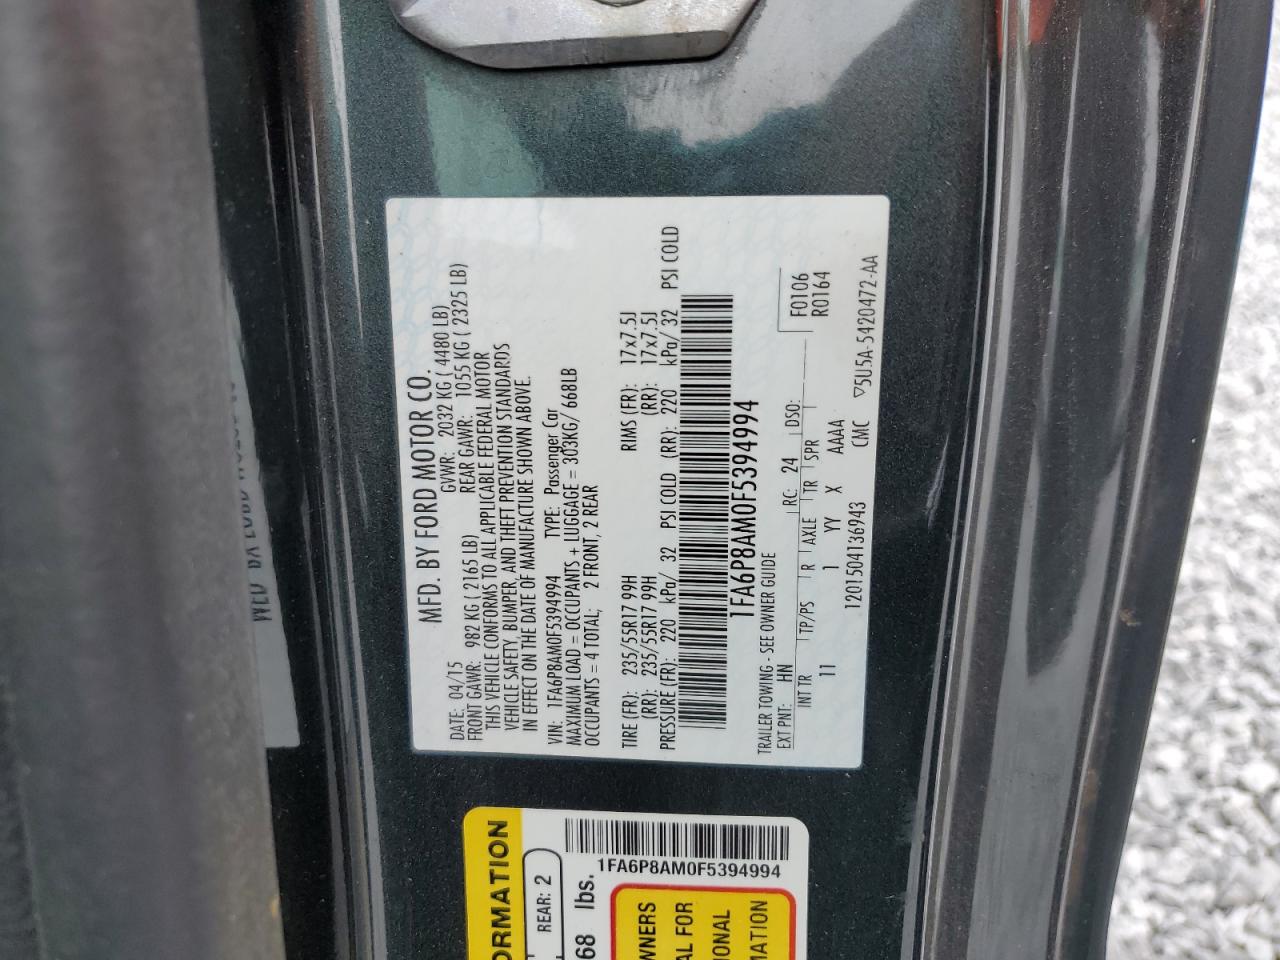 MFD. BY FORD MOTOR CO.
DATE: 04/15 GVWR: 2032 KG ( 4480 LB)
FRONT GAWR: 982 KG ( 2165 LB) REAR GAWR: 1055 KG ( 2325 LB)
THIS VEHICLE CONFORMS TO ALL APPLICABLE FEDERAL MOTOR
VEHICLE SAFETY, BUMPER, AND THEFT PREVENTION STANDARDS
IN EFFECT ON THE DATE OF MANUFACTURE SHOWN ABOVE.
VIN: 1FA6P8AM0F5394994 TYPE: Passenger Car
MAXIMUM LOAD = OCCUPANTS + LUGGAGE = 303KG/ 668LB
OCCUPANTS = 4 TOTAL; 2 FRONT, 2 REAR
TIRE (FR): 235/55R17 99H RIMS (FR): 17x7.5J
(RR): 235/55R17 99H (RR): 17x7.5J
PRESSURE (FR): 220 kPa/ 32 PSI COLD (RR): 220 kPa/ 32 PSI COLD
1FA6P8AM0F5394994
TRAILER TOWING - SEE OWNER GUIDE
F0106
R0164
EXT PNT: HN RC: 24 DSO:
INT TR TP/PS R AXLE TR SPR
11 1 YY X AAAA
1201504136943 CMC ▽5U5A-5420472-AA
ORMATION
REAR: 2
68 lbs.
1FA6P8AM0F5394994
WNERS
AL FOR
IONAL
MATION